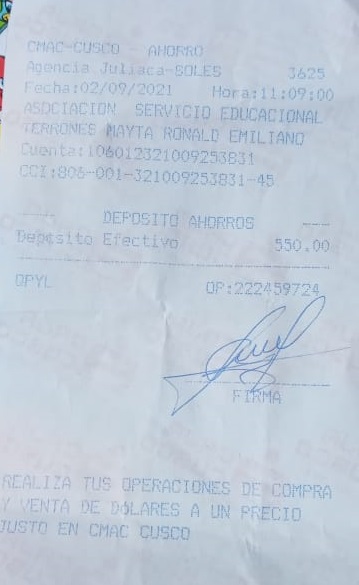 CMAC-CUSCO - AHORRO
Agencia Juliaca-SOLES 3625
Fecha:02/09/2021 Hora:11:09:00
ASOCIACION SERVICIO EDUCACIONAL
TERRONES MAYTA RONALD EMILIANO
Cuenta:106012321009253831
CCI:806-001-321009253831-45
----- DEPOSITO AHORROS ----
Deposito Efectivo 550.00
OPYL OP:222459724
FIRMA
REALIZA TUS OPERACIONES DE COMPRA
Y VENTA DE DOLARES A UN PRECIO
JUSTO EN CMAC CUSCO